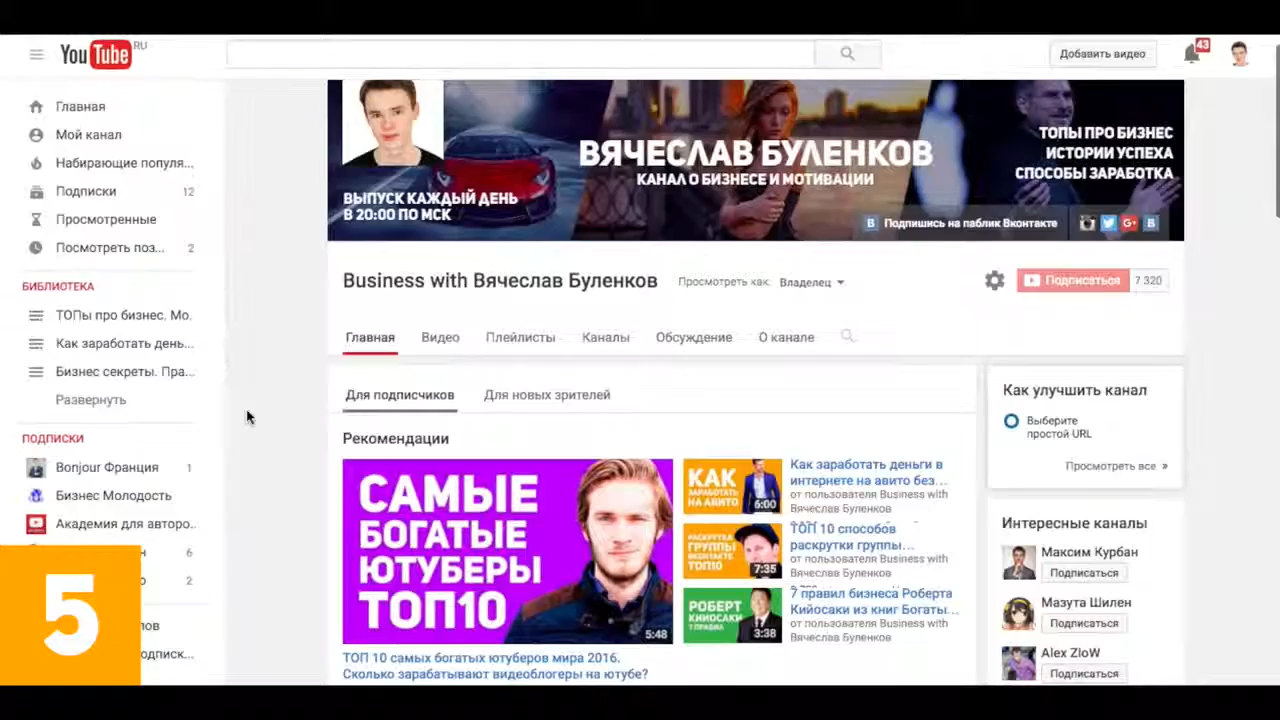 YouTube RU
Добавить видео
43
Главная
Мой канал
Набирающие популя...
Подписки 12
Просмотренные
Посмотреть поз... 2
БИБЛИОТЕКА
ТОПы про бизнес. Мо.
Как заработать день...
Бизнес секреты. Пра...
Развернуть
ПОДПИСКИ
Bonjour Франция 1
Бизнес Молодость
Академия для авторо..
н 6
о 2
лов
одписк...
5
ВЫПУСК КАЖДЫЙ ДЕНЬ
В 20:00 ПО МСК
ВЯЧЕСЛАВ БУЛЕНКОВ
КАНАЛ О БИЗНЕСЕ И МОТИВАЦИИ
ТОПЫ ПРО БИЗНЕС
ИСТОРИИ УСПЕХА
СПОСОБЫ ЗАРАБОТКА
В Подпишись на паблик Вконтакте
G+ В
Business with Вячеслав Буленков
Просмотреть как: Владелец
Подписаться 7 320
Главная Видео Плейлисты Каналы Обсуждение О канале
Для подписчиков Для новых зрителей
Рекомендации
САМЫЕ
БОГАТЫЕ
ЮТУБЕРЫ
ТОП10
5:48
ТОП 10 самых богатых ютуберов мира 2016.
Сколько зарабатывают видеоблогеры на ютубе?
КАК
ЗАРАБОТАТЬ
НА АВИТО
6:00
Как заработать деньги в
интернете на авито без...
от пользователя Business with
Вячеслав Буленков
РАСКРУТКА
ГРУППЫ
ВКОНТАКТЕ
ТОП10
7:35
ТОП 10 способов
раскрутки группы...
от пользователя Business with
Вячеслав Буленков
РОБЕРТ
КИЙОСАКИ
7 ПРАВИЛ
3:38
7 правил бизнеса Роберта
Кийосаки из книг Богаты...
от пользователя Business with
Вячеслав Буленков
Как улучшить канал
Выберите
простой URL
Просмотреть все »
Интересные каналы
Максим Курбан
Подписаться
Мазута Шилен
Подписаться
Alex ZloW
Подписаться